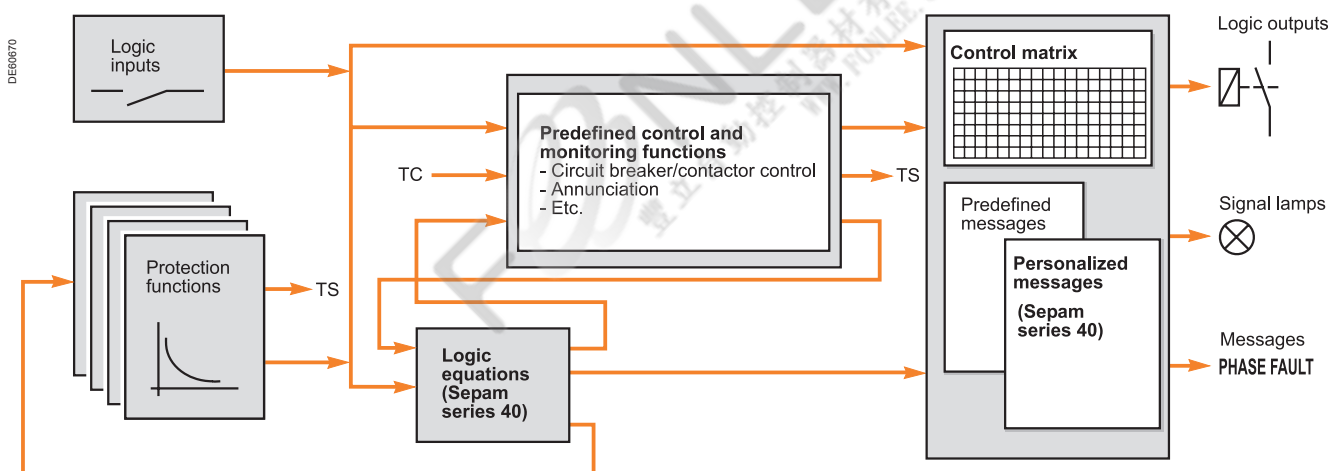 DE60670
Logic
inputs
Protection
functions
TS
TC
Predefined control and
monitoring functions
- Circuit breaker/contactor control
- Annunciation
- Etc.
TS
Logic
equations
(Sepam
series 40)
Control matrix
Predefined
messages
Personalized
messages
(Sepam
series 40)
Logic outputs
Signal lamps
Messages
PHASE FAULT